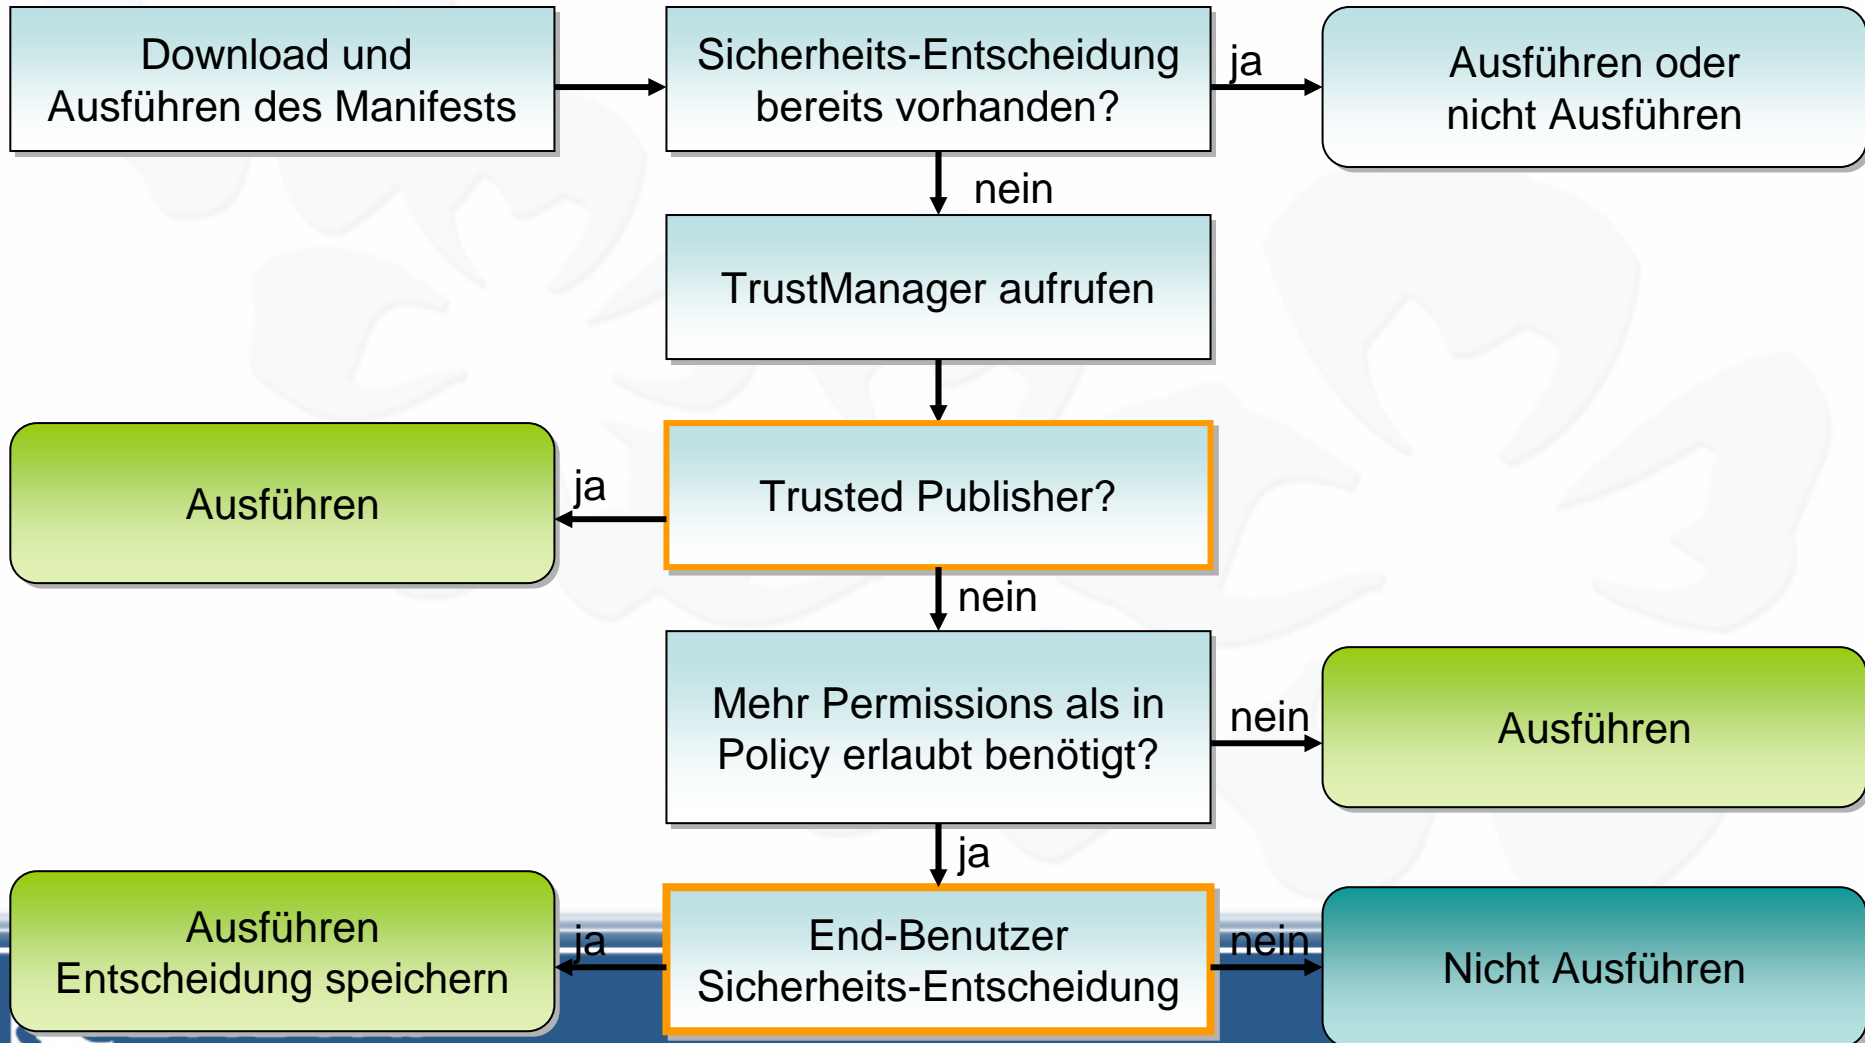 Download und
Ausführen des Manifests
Sicherheits-Entscheidung
bereits vorhanden?
ja
Ausführen oder
nicht Ausführen
nein
TrustManager aufrufen
Ausführen
ja
Trusted Publisher?
nein
Mehr Permissions als in
Policy erlaubt benötigt?
nein
Ausführen
ja
Ausführen
Entscheidung speichern
ja
End-Benutzer
Sicherheits-Entscheidung
nein
Nicht Ausführen